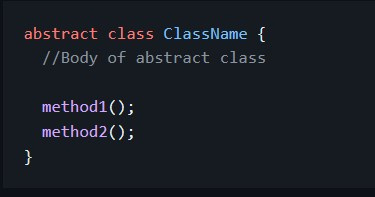 abstract class ClassName {
  //Body of abstract class

  method1();
  method2();
}